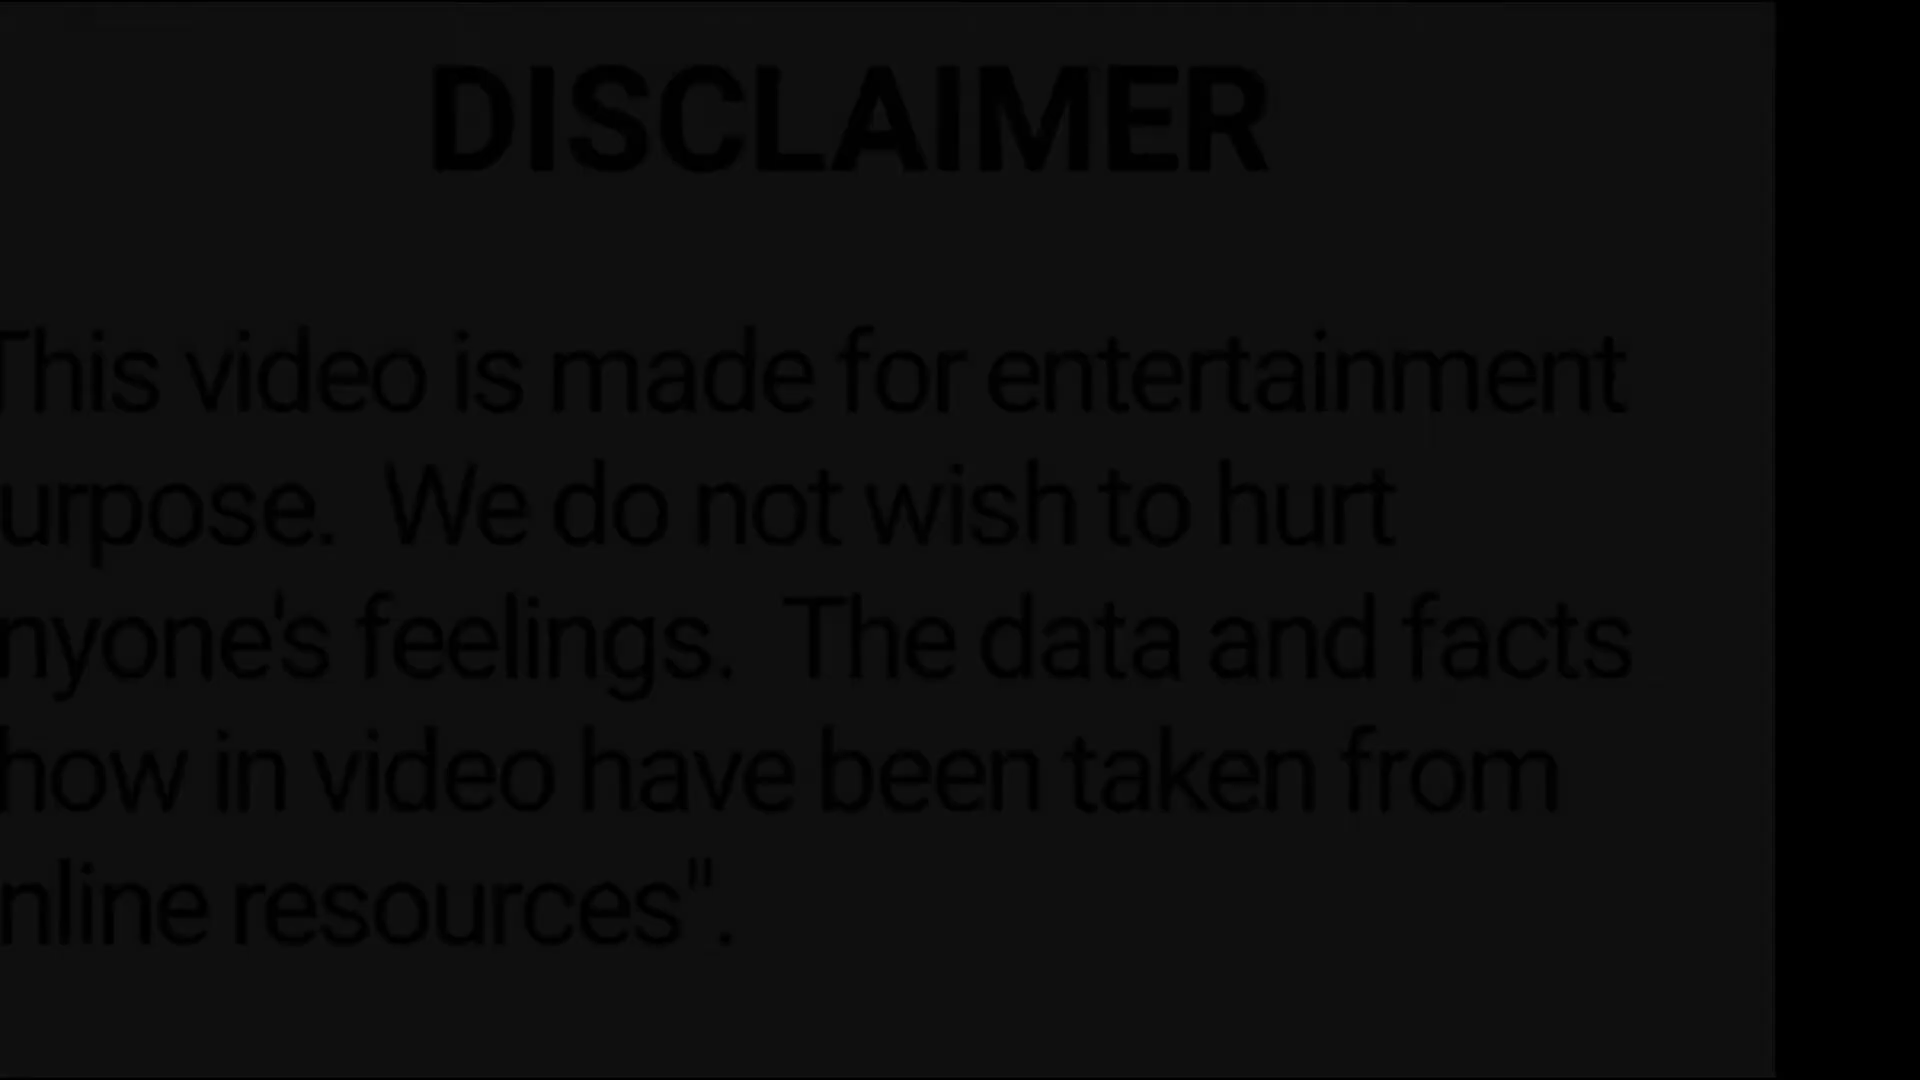 DISCLAIMER
This video is made for entertainment
urpose. We do not wish to hurt
nyone's feelings. The data and facts
how in video have been taken from
nline resources".